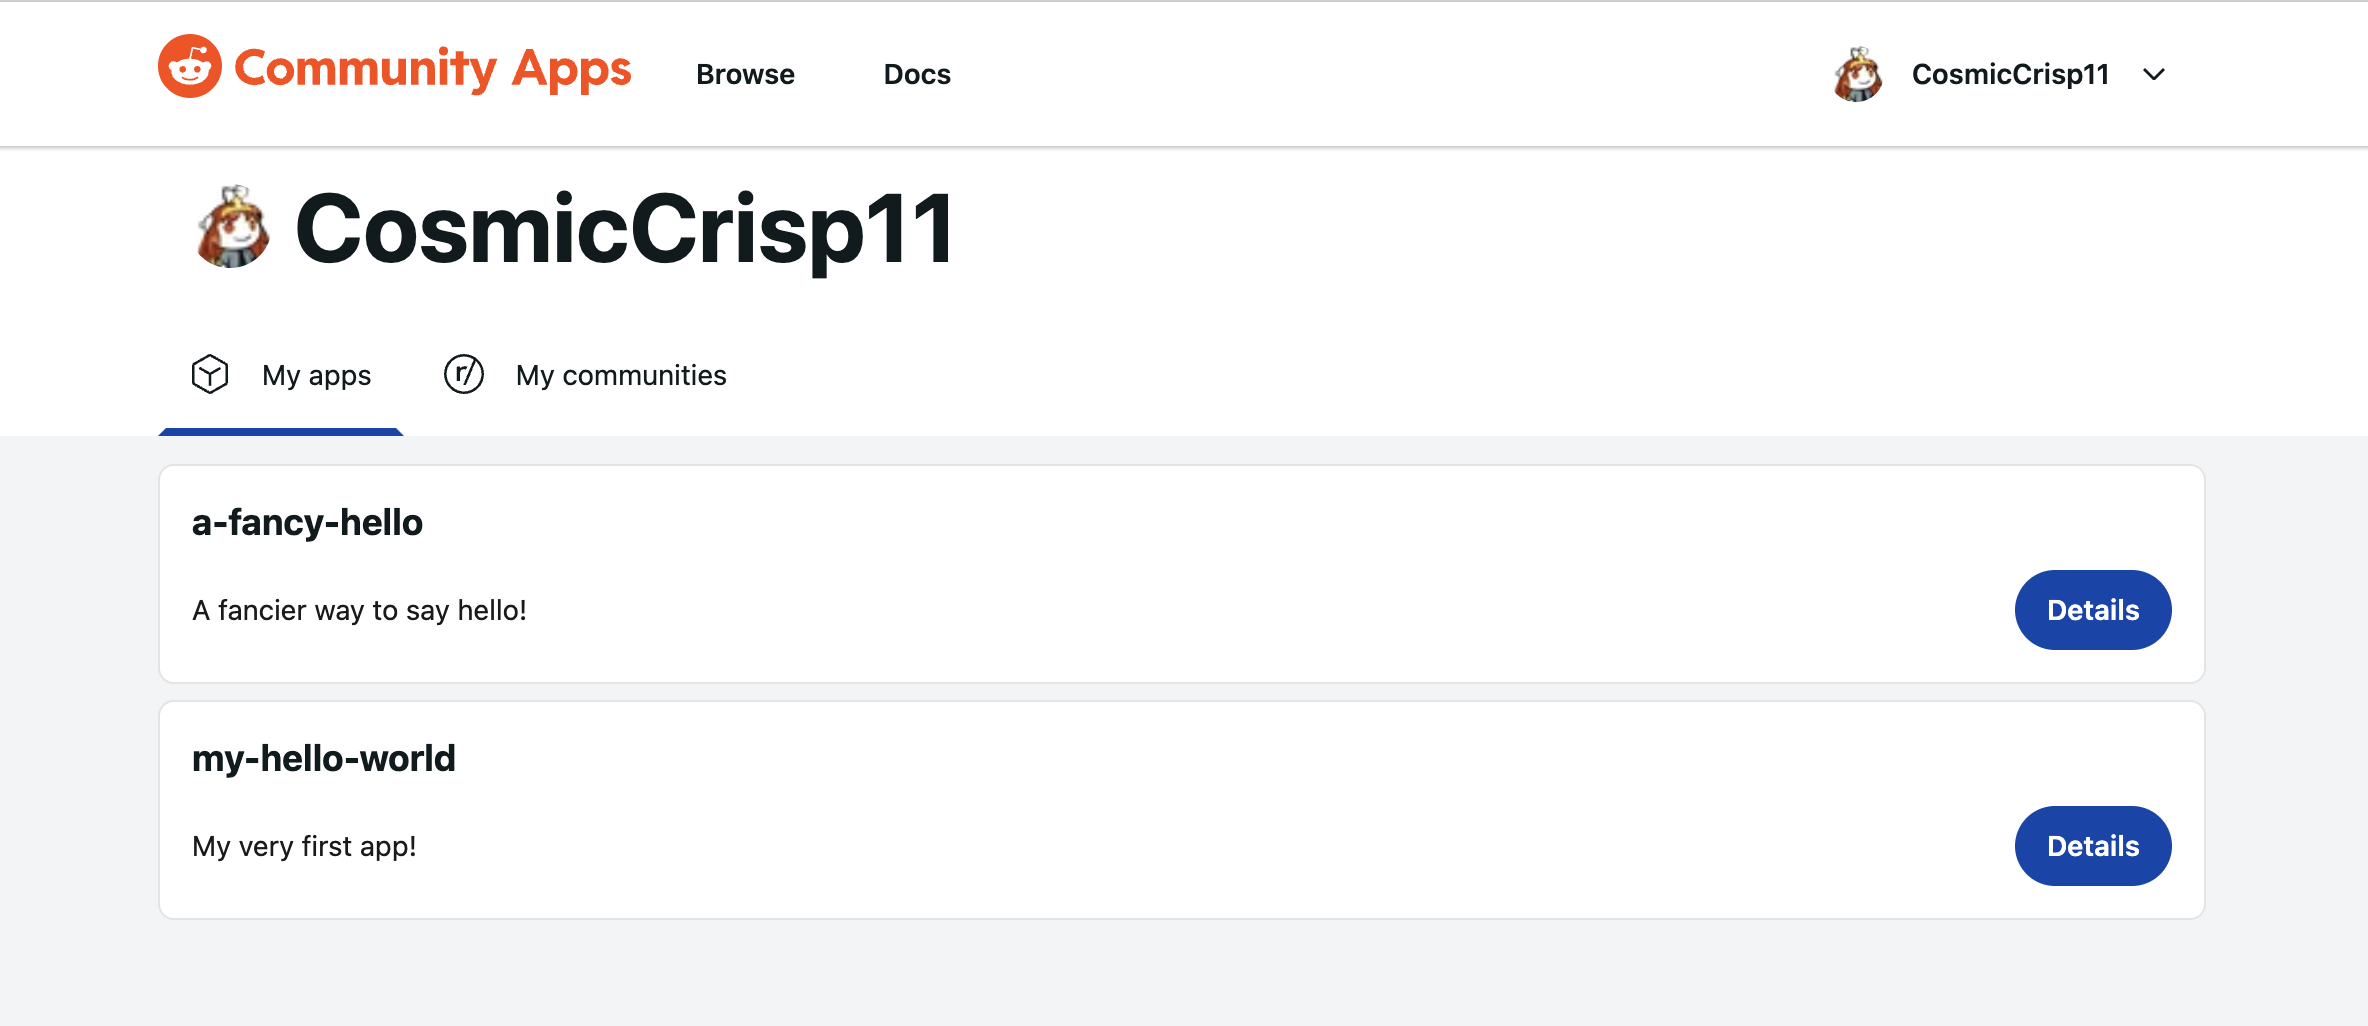 Community Apps Browse Docs CosmicCrisp11
CosmicCrisp11
My apps r/ My communities
a-fancy-hello
A fancier way to say hello!
Details
my-hello-world
My very first app!
Details